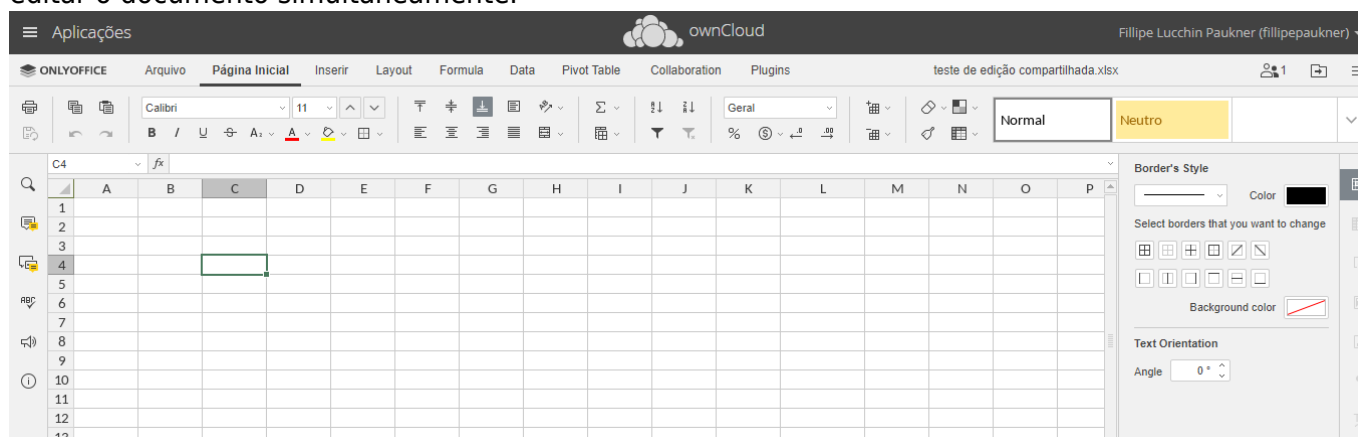 editar o documento simultaneamente.
Aplicações ownCloud Fillipe Lucchin Paukner (fillipepaukner)
ONLYOFFICE Arquivo Página Inicial Inserir Layout Formula Data Pivot Table Collaboration Plugins teste de edição compartilhada.xlsx 1
Calibri 11 Geral
Normal Neutro
B I U A₂ A %
C4 fx
Border's Style
A B C D E F G H I J K L M N O P
Color
1
2 Select borders that you want to change
3
4
5
6
Background color
7
8 Text Orientation
9
10 Angle 0 °
11
12
13
ABC